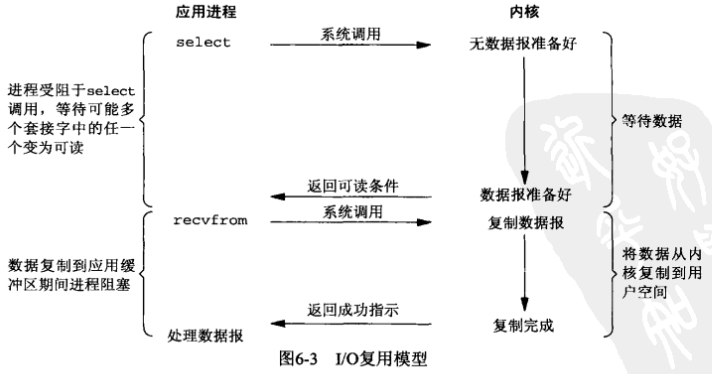 应用进程
内核
select
系统调用
无数据报准备好
进程受阻于select
调用，等待可能多
个套接字中的任一
个变为可读
等待数据
返回可读条件
数据报准备好
recvfrom
系统调用
复制数据报
数据复制到应用缓
冲区期间进程阻塞
将数据从内
核复制到用
户空间
返回成功指示
复制完成
处理数据报
图6-3 I/O复用模型